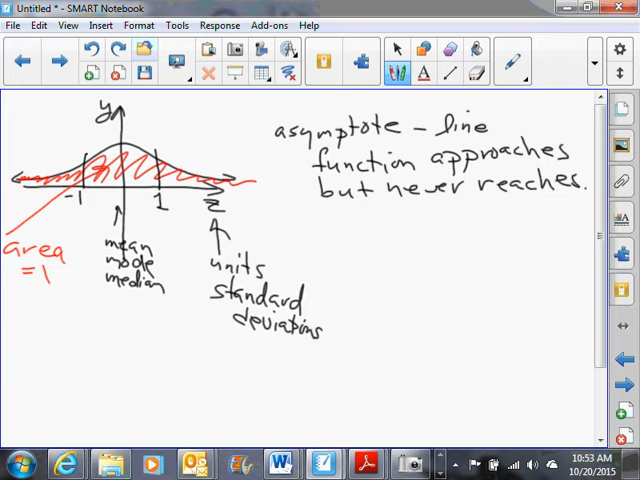 Untitled * - SMART Notebook
File Edit View Insert Format Tools Response Add-ons Help
y
asymptote - line
function approaches
but never reaches.
-1 1 z
area
=1
mean
mode
median
units
standard
deviations
10:53 AM
10/20/2015